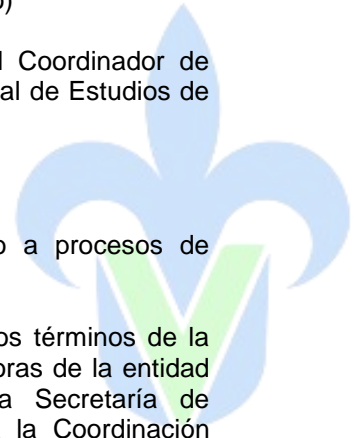 l Coordinador de
al de Estudios de
a procesos de
os términos de la
oras de la entidad
a Secretaría de
la Coordinación